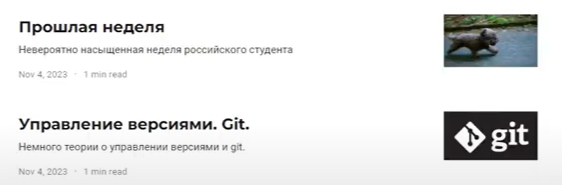 Прошлая неделя
Невероятно насыщенная неделя российского студента
Nov 4, 2023 · 1 min read
Управление версиями. Git.
git
Немного теории о управлении версиями и git.
Nov 4, 2023 · 1 min read